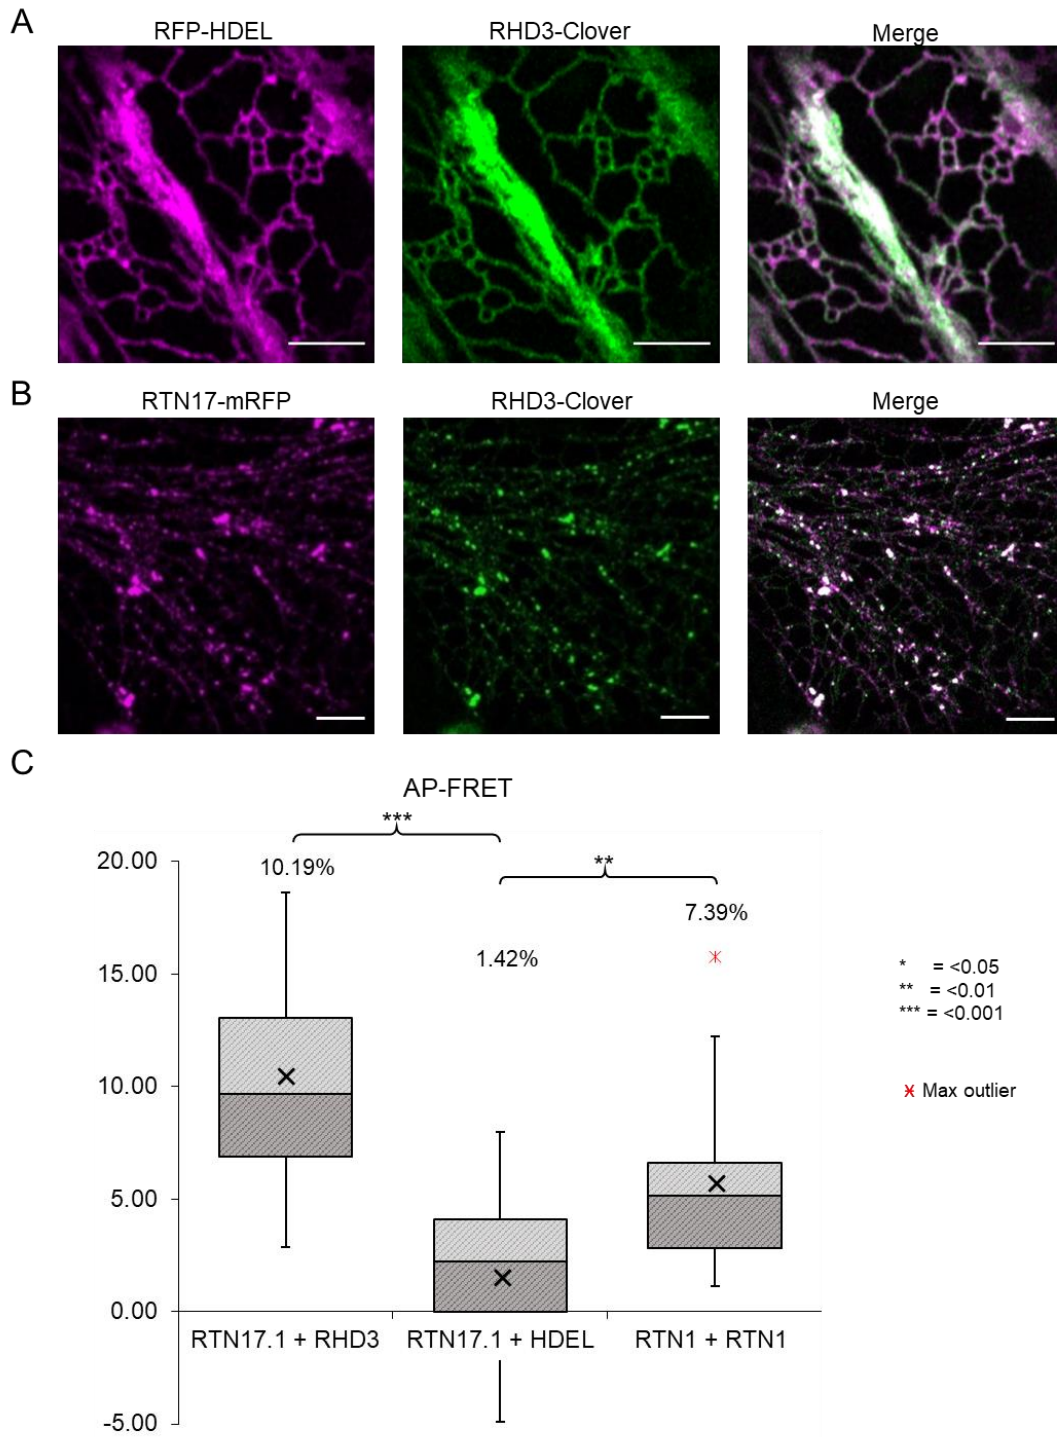 A
RFP-HDEL
RHD3-Clover
Merge
B
RTN17-mRFP
RHD3-Clover
Merge
C
AP-FRET
***
**
20.00
10.19%
7.39%
1.42%
15.00
10.00
5.00
0.00
-5.00
* = <0.05
** = <0.01
*** = <0.001
Max outlier
RTN17.1 + RHD3
RTN17.1 + HDEL
RTN1 + RTN1